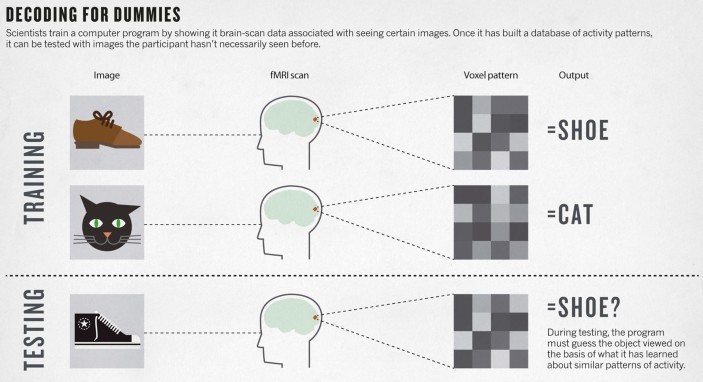 DECODING FOR DUMMIES
Scientists train a computer program by showing it brain-scan data associated with seeing certain images. Once it has built a database of activity patterns,
it can be tested with images the participant hasn't necessarily seen before.
Image fMRI scan Voxel pattern Output
TRAINING
=SHOE
=CAT
TESTING
=SHOE?
During testing, the program
must guess the object viewed on
the basis of what it has learned
about similar patterns of activity.